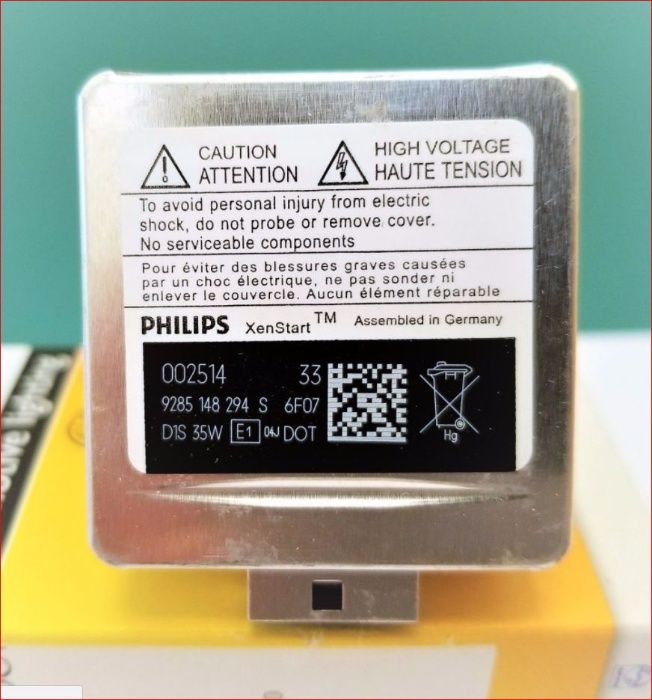 CAUTION
ATTENTION
HIGH VOLTAGE
HAUTE TENSION
To avoid personal injury from electric
shock, do not probe or remove cover.
No serviceable components
Pour éviter des blessures graves causées
par un choc électrique, ne pas sonder ni
enlever le couvercle. Aucun élément réparable
PHILIPS XenStart™ Assembled in Germany
002514 33
9285 148 294 S 6F07
D1S 35W E1 04J DOT
Hg
lighting